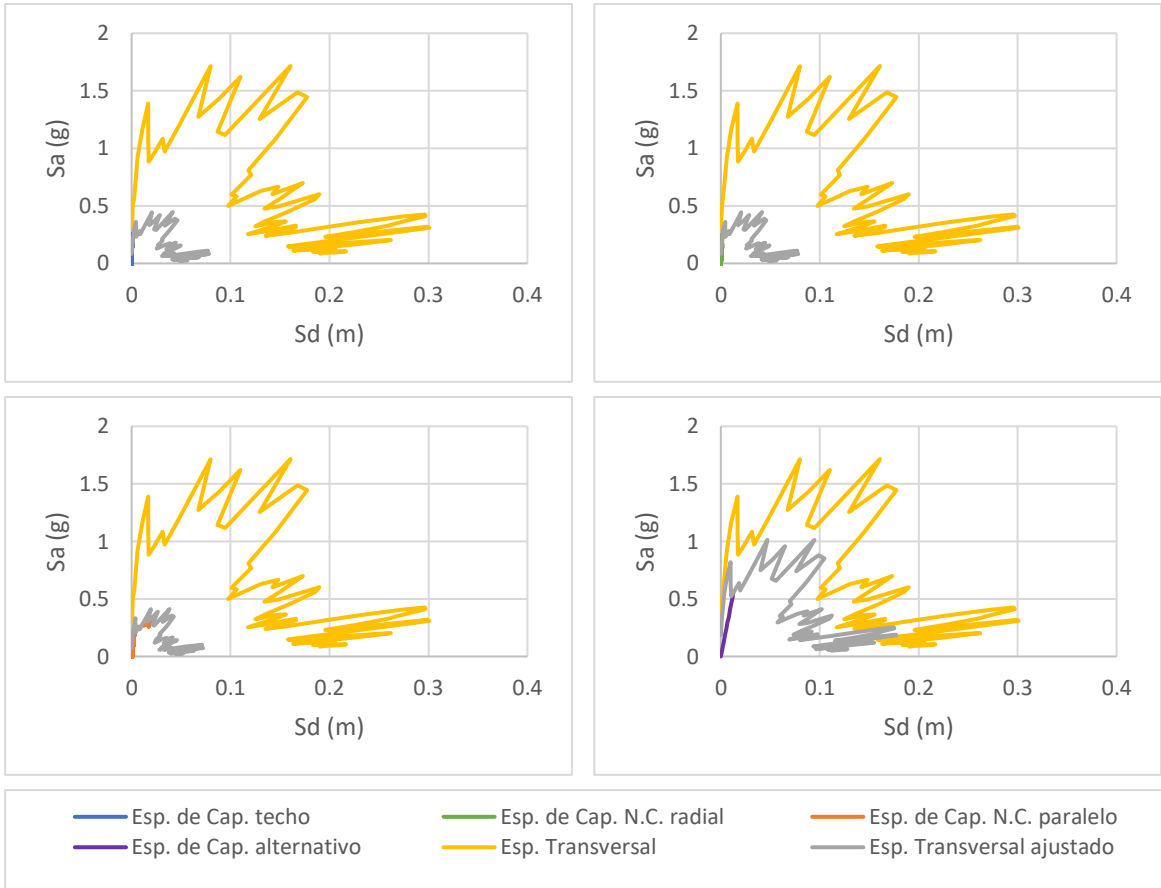 2
1.5
1
0.5
0
Sa (g)
0 0.1 0.2 0.3 0.4
Sd (m)
2
1.5
1
0.5
0
Sa (g)
0 0.1 0.2 0.3 0.4
Sd (m)
2
1.5
1
0.5
0
Sa (g)
0 0.1 0.2 0.3 0.4
Sd (m)
2
1.5
1
0.5
0
Sa (g)
0 0.1 0.2 0.3 0.4
Sd (m)
Esp. de Cap. techo Esp. de Cap. N.C. radial Esp. de Cap. N.C. paralelo
Esp. de Cap. alternativo Esp. Transversal Esp. Transversal ajustado